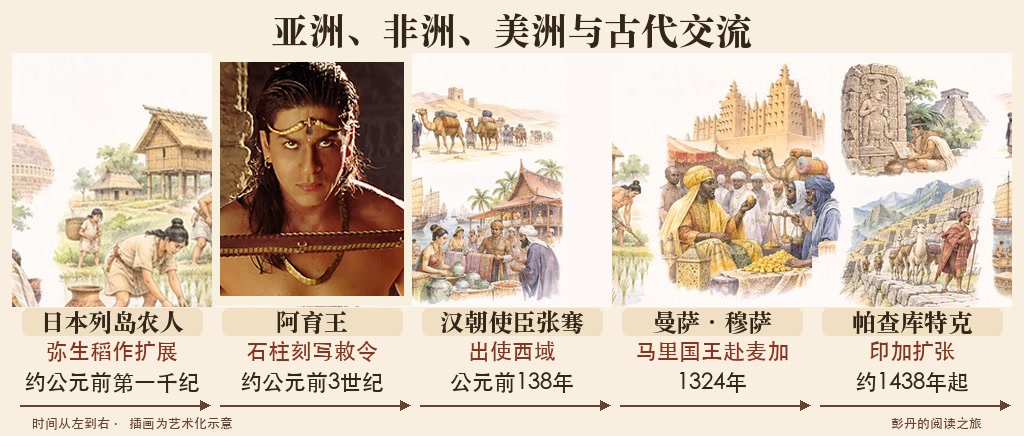 亚洲、非洲、美洲与古代交流
日本列岛农人
弥生稻作扩展
约公元前第一千纪
阿育王
石柱刻写敕令
约公元前3世纪
汉朝使臣张骞
出使西域
公元前138年
曼萨·穆萨
马里国王赴麦加
1324年
帕查库特克
印加扩张
约1438年起
时间从左到右· 插画为艺术化示意
彭丹的阅读之旅